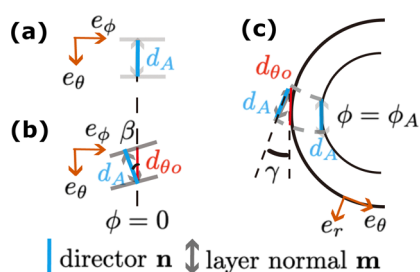 (a)
e_ϕ
d_A
e_θ
(b)
e_ϕ
β
d_A
d_θo
e_θ
ϕ = 0
(c)
d_θo
d_A
d_A
ϕ = ϕ_A
γ
e_r
e_θ
director n
layer normal m